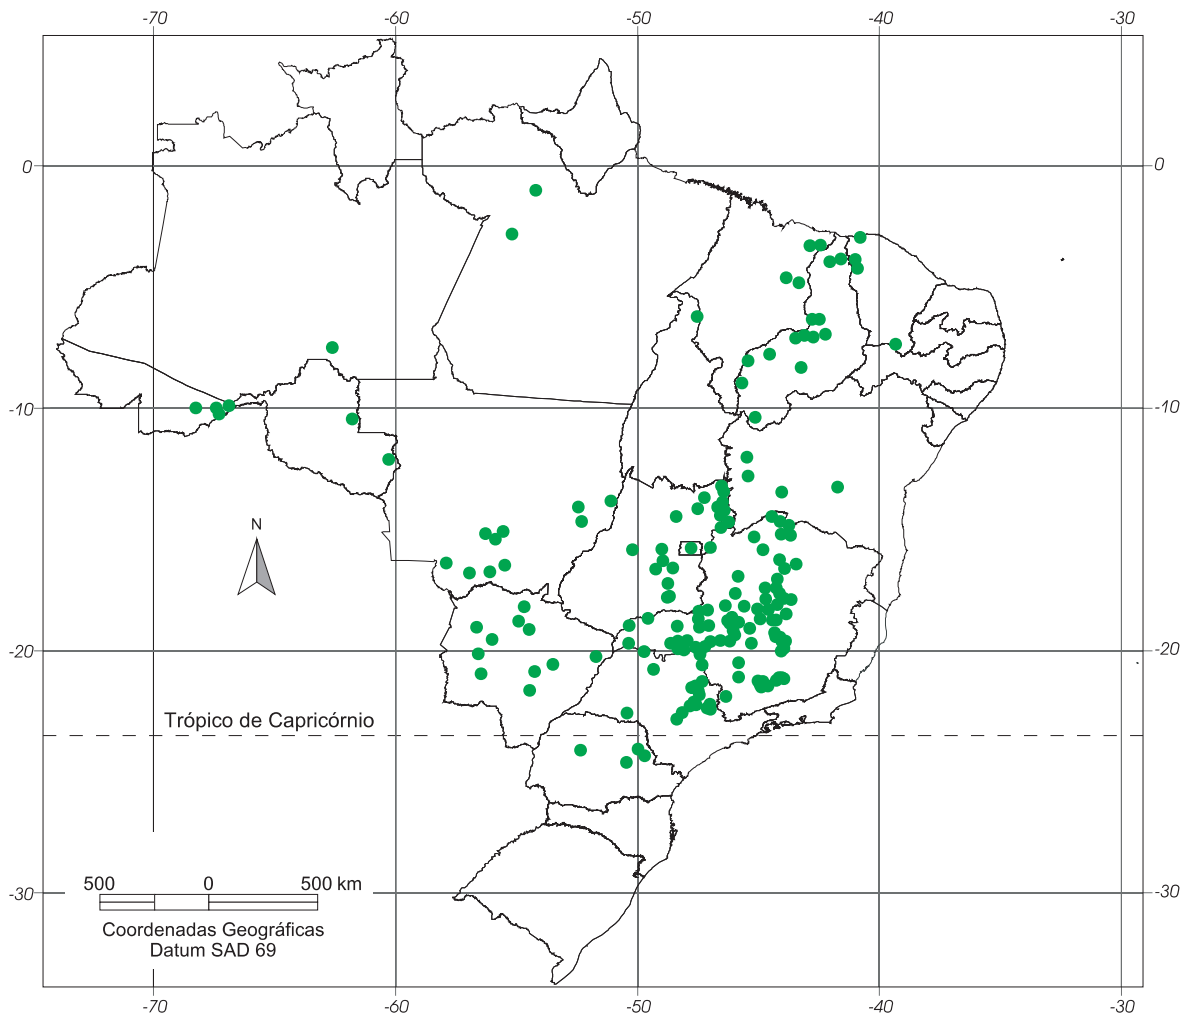 -70 -60 -50 -40 -30
0 0
-10 -10
N
-20 -20
Trópico de Capricórnio
500 0 500 km
-30 -30
Coordenadas Geográficas
Datum SAD 69
-70 -60 -50 -40 -30